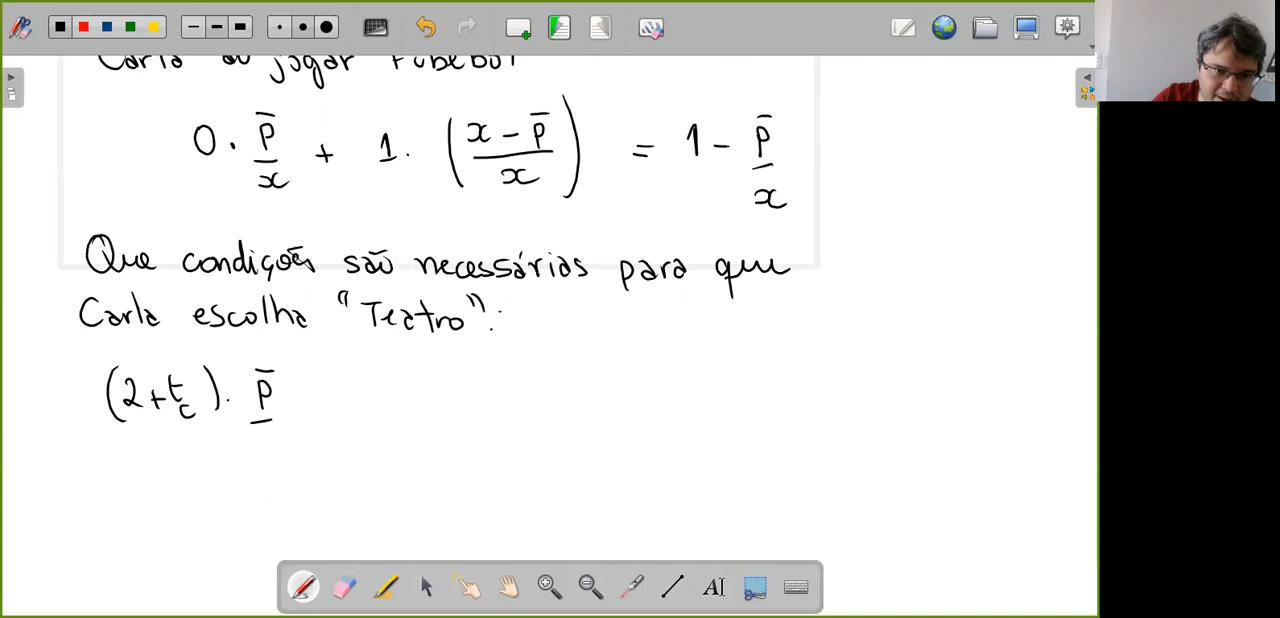 Carla ao jogar Futebol
0 · p̄/x + 1 · ((x − p̄)/x) = 1 − p̄/x
Que condições são necessárias para que
Carla escolha "Teatro":
(2+t_c) · p̄